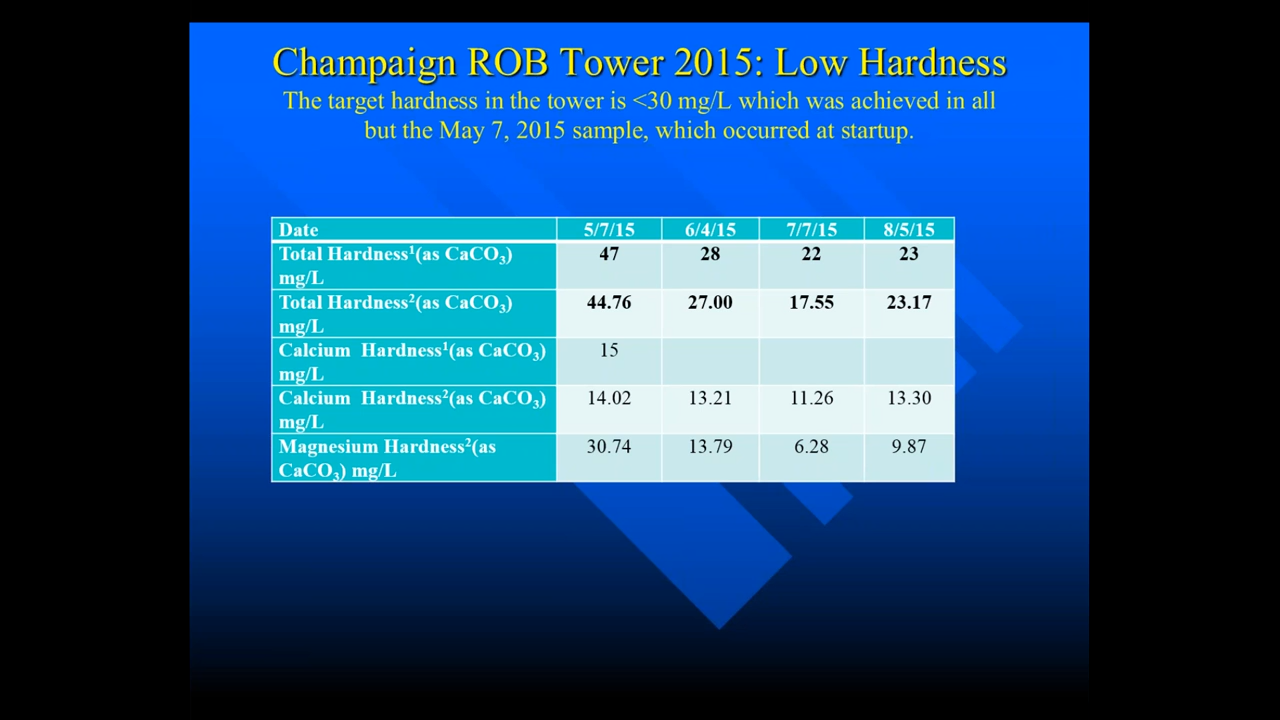 Champaign ROB Tower 2015: Low Hardness
The target hardness in the tower is <30 mg/L which was achieved in all
but the May 7, 2015 sample, which occurred at startup.
Date 5/7/15 6/4/15 7/7/15 8/5/15
Total Hardness¹(as CaCO₃) 47 28 22 23
mg/L
Total Hardness²(as CaCO₃) 44.76 27.00 17.55 23.17
mg/L
Calcium Hardness¹(as CaCO₃) 15
mg/L
Calcium Hardness²(as CaCO₃) 14.02 13.21 11.26 13.30
mg/L
Magnesium Hardness²(as 30.74 13.79 6.28 9.87
CaCO₃) mg/L